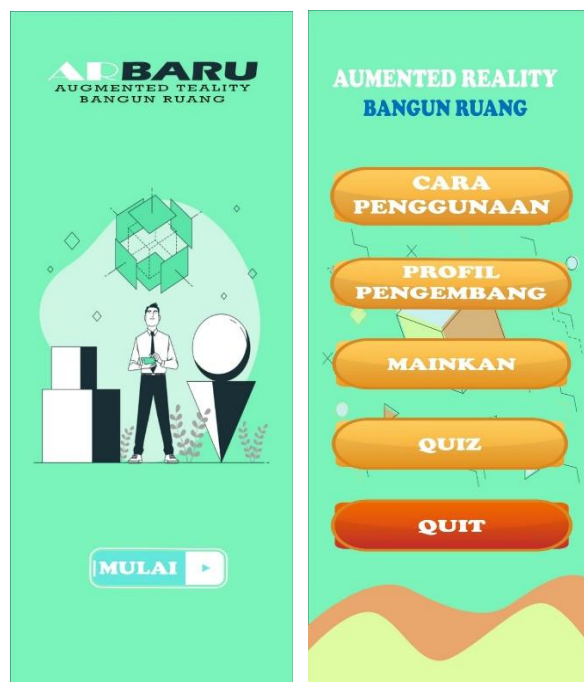 ARBARU
AUGMENTED TEALITY
BANGUN RUANG
MULAI
AUMENTED REALITY
BANGUN RUANG
CARA
PENGGUNAAN
PROFIL
PENGEMBANG
MAINKAN
QUIZ
QUIT